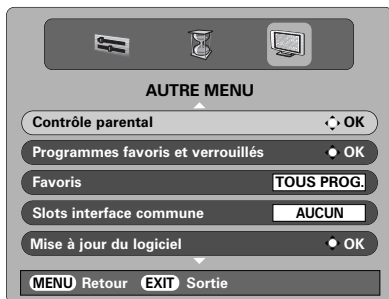 AUTRE MENU
Contrôle parental OK
Programmes favoris et verrouillés OK
Favoris TOUS PROG.
Slots interface commune AUCUN
Mise à jour du logiciel OK
MENU Retour EXIT Sortie